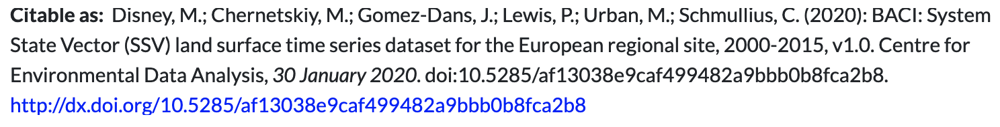 Citable as: Disney, M.; Chernetskiy, M.; Gomez-Dans, J.; Lewis, P.; Urban, M.; Schmullius, C. (2020): BACI: System
State Vector (SSV) land surface time series dataset for the European regional site, 2000-2015, v1.0. Centre for
Environmental Data Analysis, 30 January 2020. doi:10.5285/af13038e9caf499482a9bbb0b8fca2b8.
http://dx.doi.org/10.5285/af13038e9caf499482a9bbb0b8fca2b8